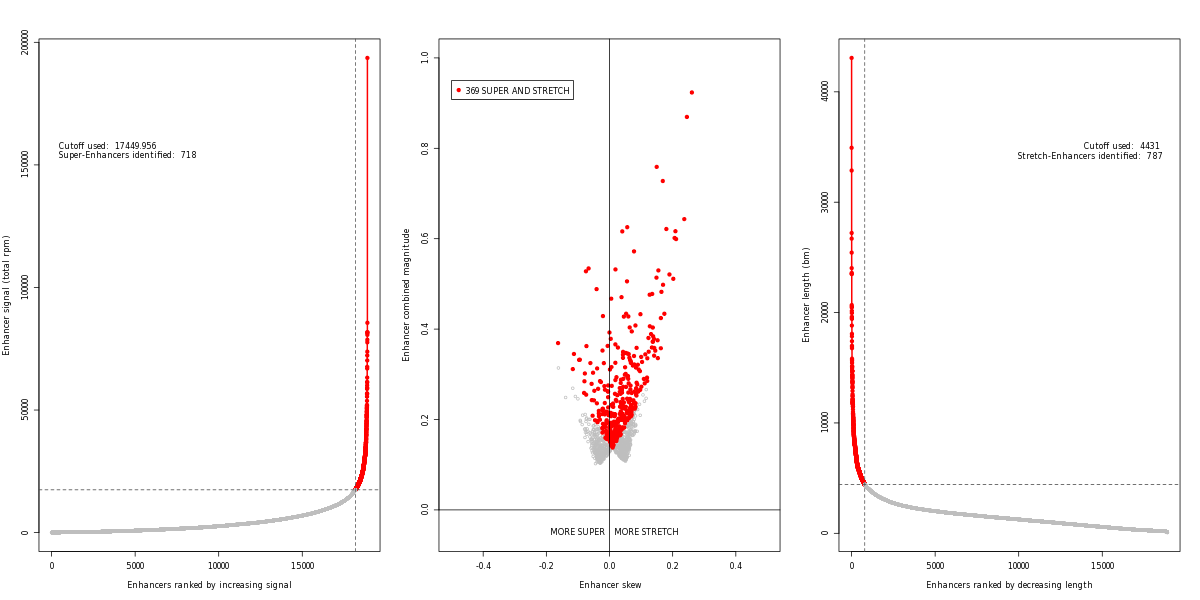 Enhancer signal (total rpm)
200000
150000
100000
50000
0
Cutoff used: 17449.956
Super-Enhancers identified: 718
0
5000
10000
15000
Enhancers ranked by increasing signal
Enhancer combined magnitude
1.0
0.8
0.6
0.4
0.2
0.0
369 SUPER AND STRETCH
MORE SUPER
MORE STRETCH
-0.4
-0.2
0.0
0.2
0.4
Enhancer skew
Enhancer length (bm)
40000
30000
20000
10000
0
Cutoff used: 4431
Stretch-Enhancers identified: 787
0
5000
10000
15000
Enhancers ranked by decreasing length